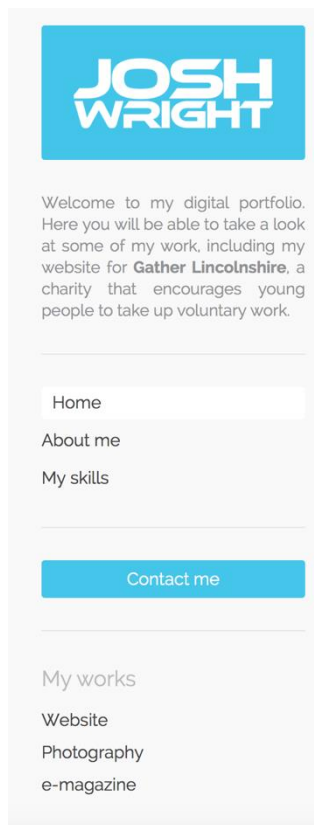 JOSH
WRIGHT
Welcome to my digital portfolio.
Here you will be able to take a look
at some of my work, including my
website for Gather Lincolnshire, a
charity that encourages young
people to take up voluntary work.
Home
About me
My skills
Contact me
My works
Website
Photography
e-magazine